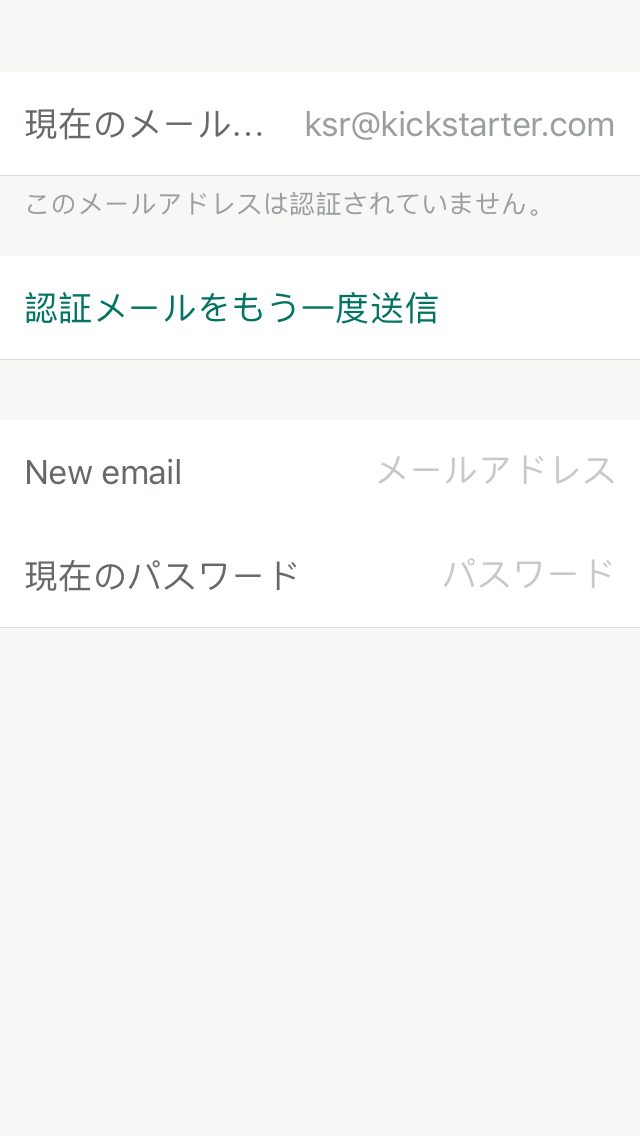 現在のメール... ksr@kickstarter.com
このメールアドレスは認証されていません。
認証メールをもう一度送信
New email メールアドレス
現在のパスワード パスワード